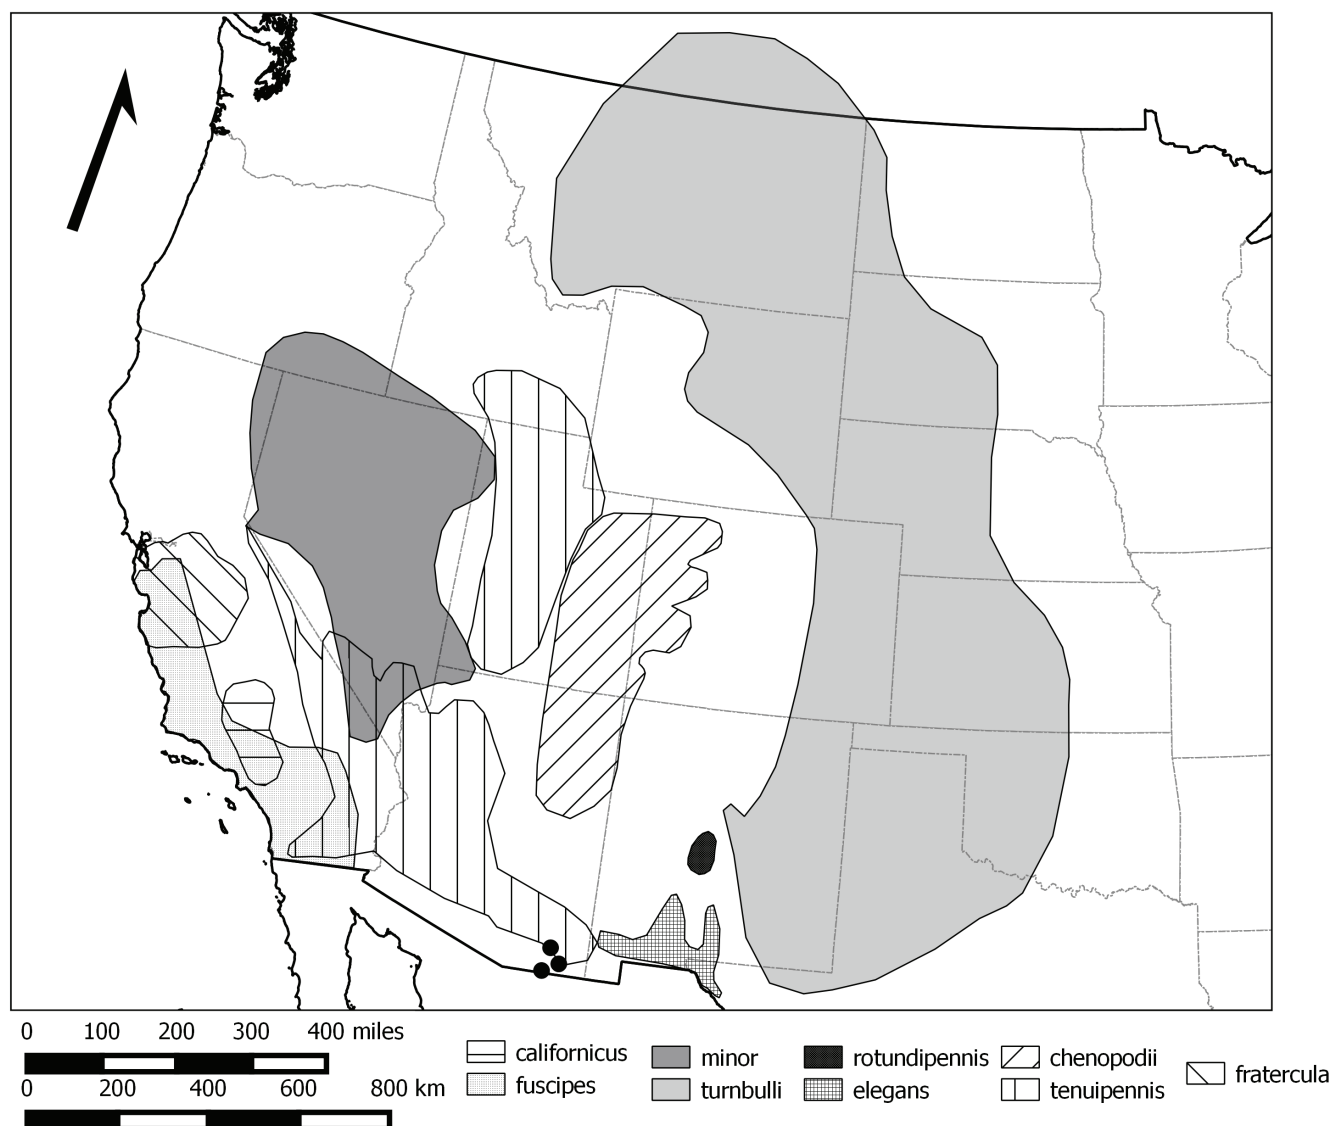 0 100 200 300 400 miles
0 200 400 600 800 km
californicus
fuscipes
minor
turnbulli
rotundipennis
elegans
chenopodii
tenuipennis
fratercula